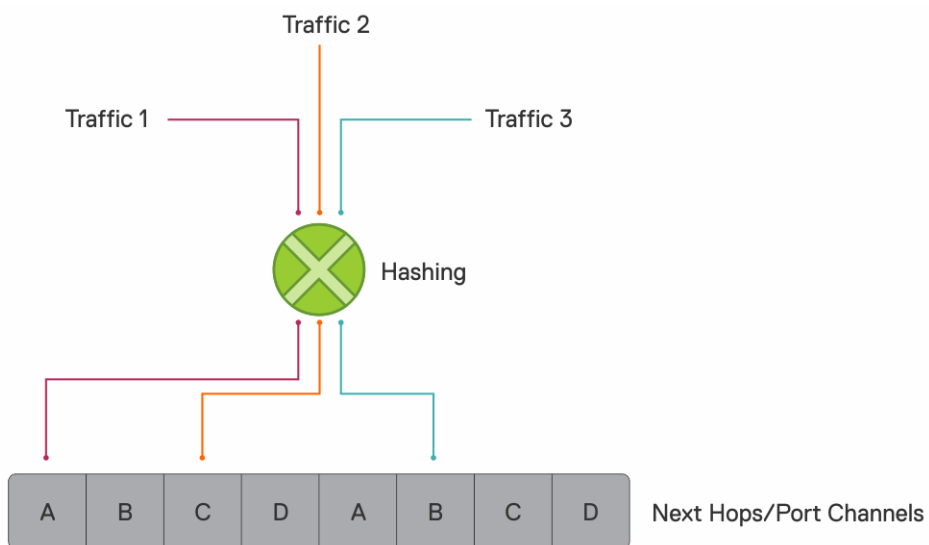 Traffic 2
Traffic 1
Traffic 3
Hashing
A B C D A B C D
Next Hops/Port Channels